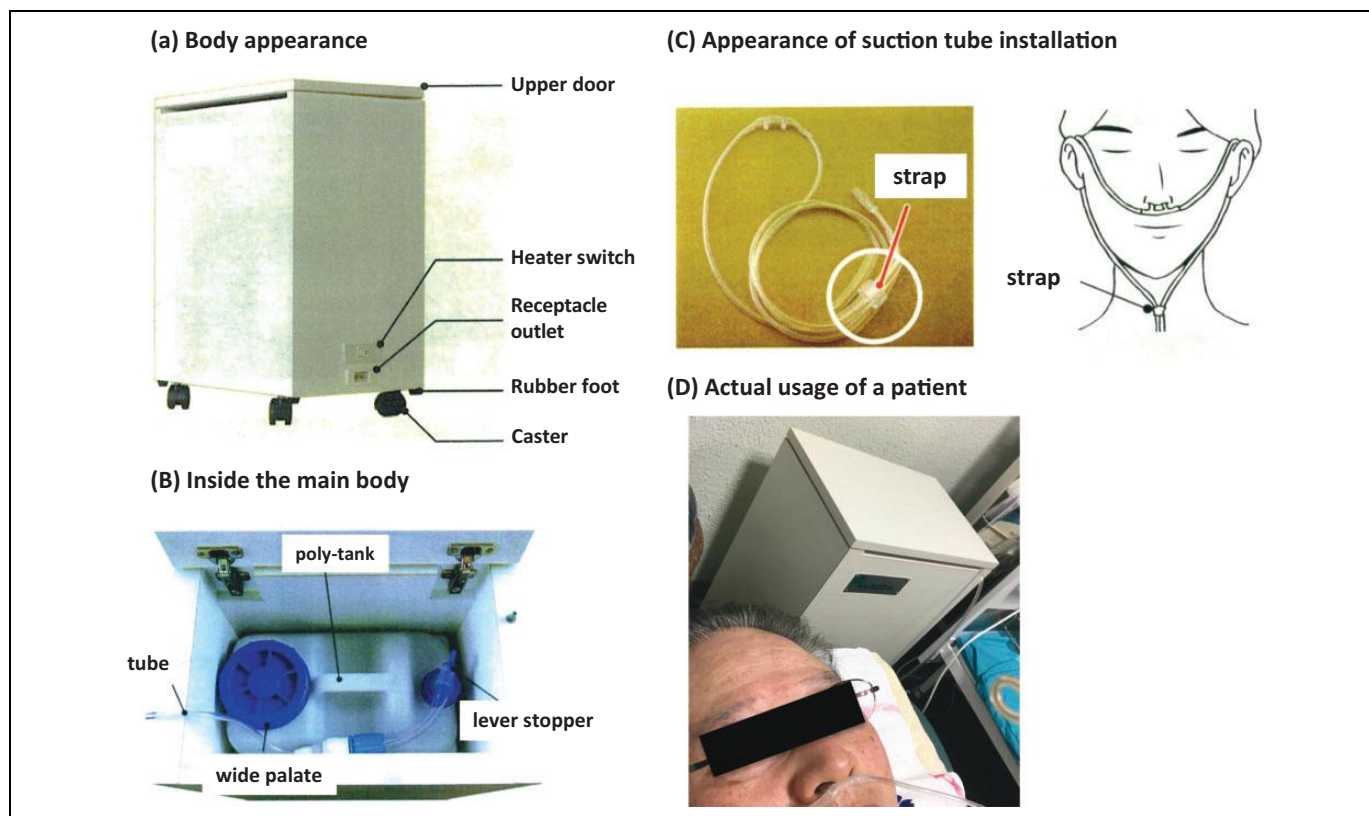 (a) Body appearance
Upper door
Heater switch
Receptacle
outlet
Rubber foot
Caster
(B) Inside the main body
poly-tank
tube
lever stopper
wide palate
(C) Appearance of suction tube installation
strap
strap
(D) Actual usage of a patient